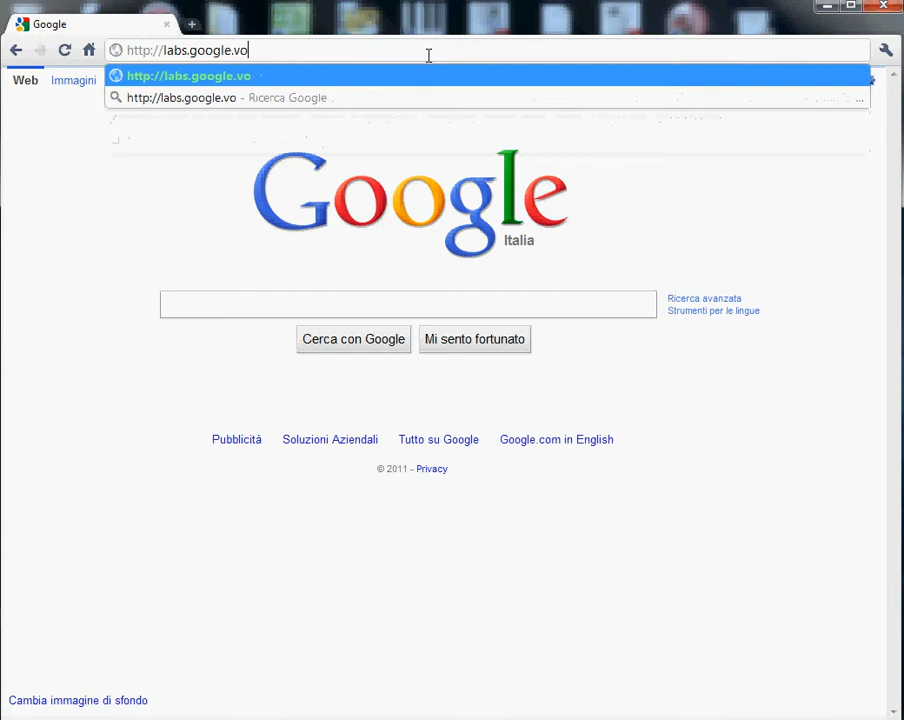 Google
http://labs.google.vo
http://labs.google.vo
http://labs.google.vo - Ricerca Google
...
Web Immagini
Google
Italia
Ricerca avanzata
Strumenti per le lingue
Cerca con Google Mi sento fortunato
Pubblicità Soluzioni Aziendali Tutto su Google Google.com in English
© 2011 - Privacy
Cambia immagine di sfondo